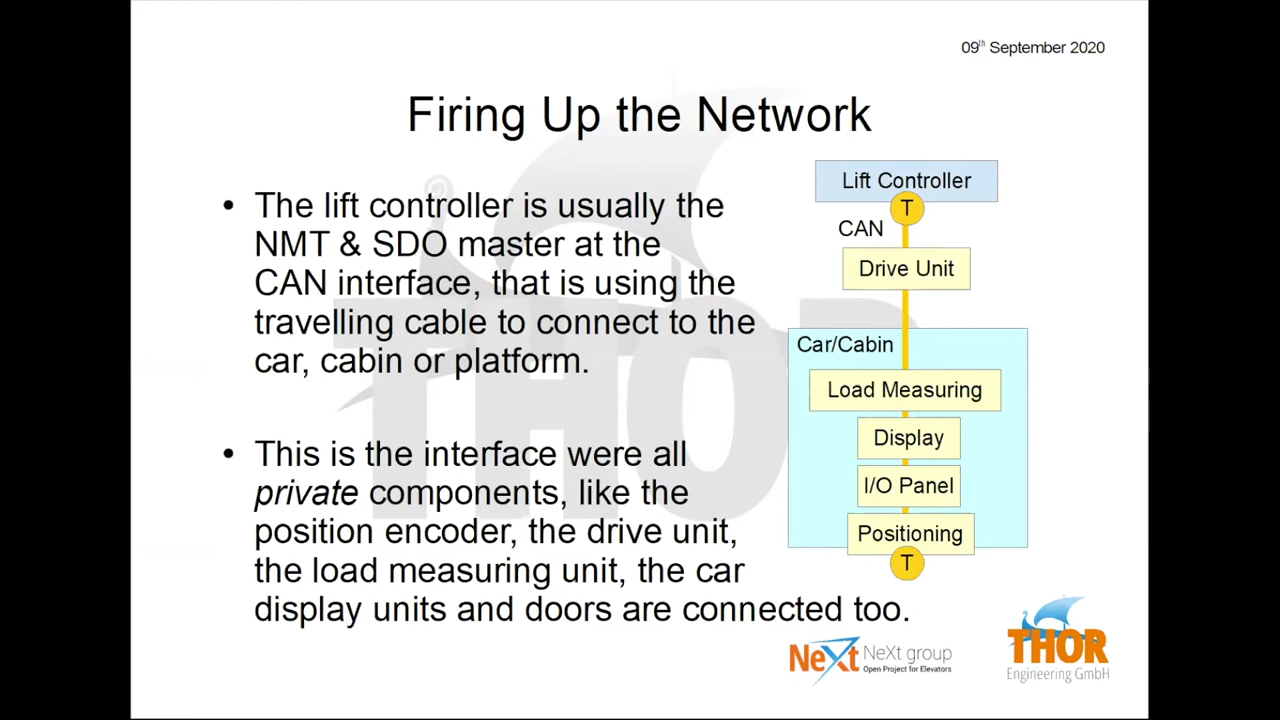 09th September 2020
Firing Up the Network
• The lift controller is usually the
NMT & SDO master at the
CAN interface, that is using the
travelling cable to connect to the
car, cabin or platform.
• This is the interface were all
private components, like the
position encoder, the drive unit,
the load measuring unit, the car
display units and doors are connected too.
Lift Controller
T
CAN
Drive Unit
Car/Cabin
Load Measuring
Display
I/O Panel
Positioning
T
THOR
NeXt NeXt group
Open Project for Elevators
THOR
Engineering GmbH